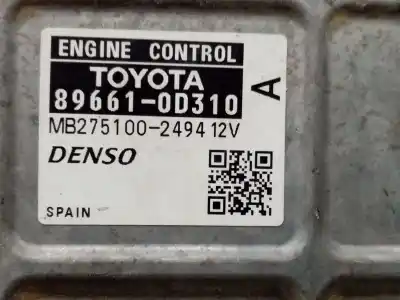 ENGINE CONTROL
TOYOTA
89661-0D310
A
MB275100-2494 12V
DENSO
SPAIN